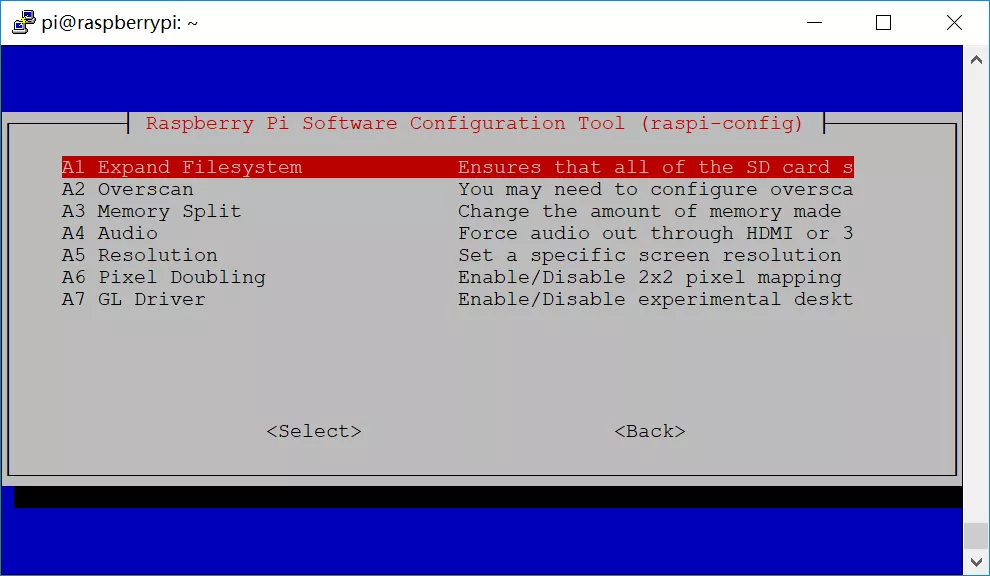 pi@raspberrypi: ~
Raspberry Pi Software Configuration Tool (raspi-config)
A1 Expand Filesystem Ensures that all of the SD card s
A2 Overscan You may need to configure oversca
A3 Memory Split Change the amount of memory made
A4 Audio Force audio out through HDMI or 3
A5 Resolution Set a specific screen resolution
A6 Pixel Doubling Enable/Disable 2x2 pixel mapping
A7 GL Driver Enable/Disable experimental deskt
<Select> <Back>